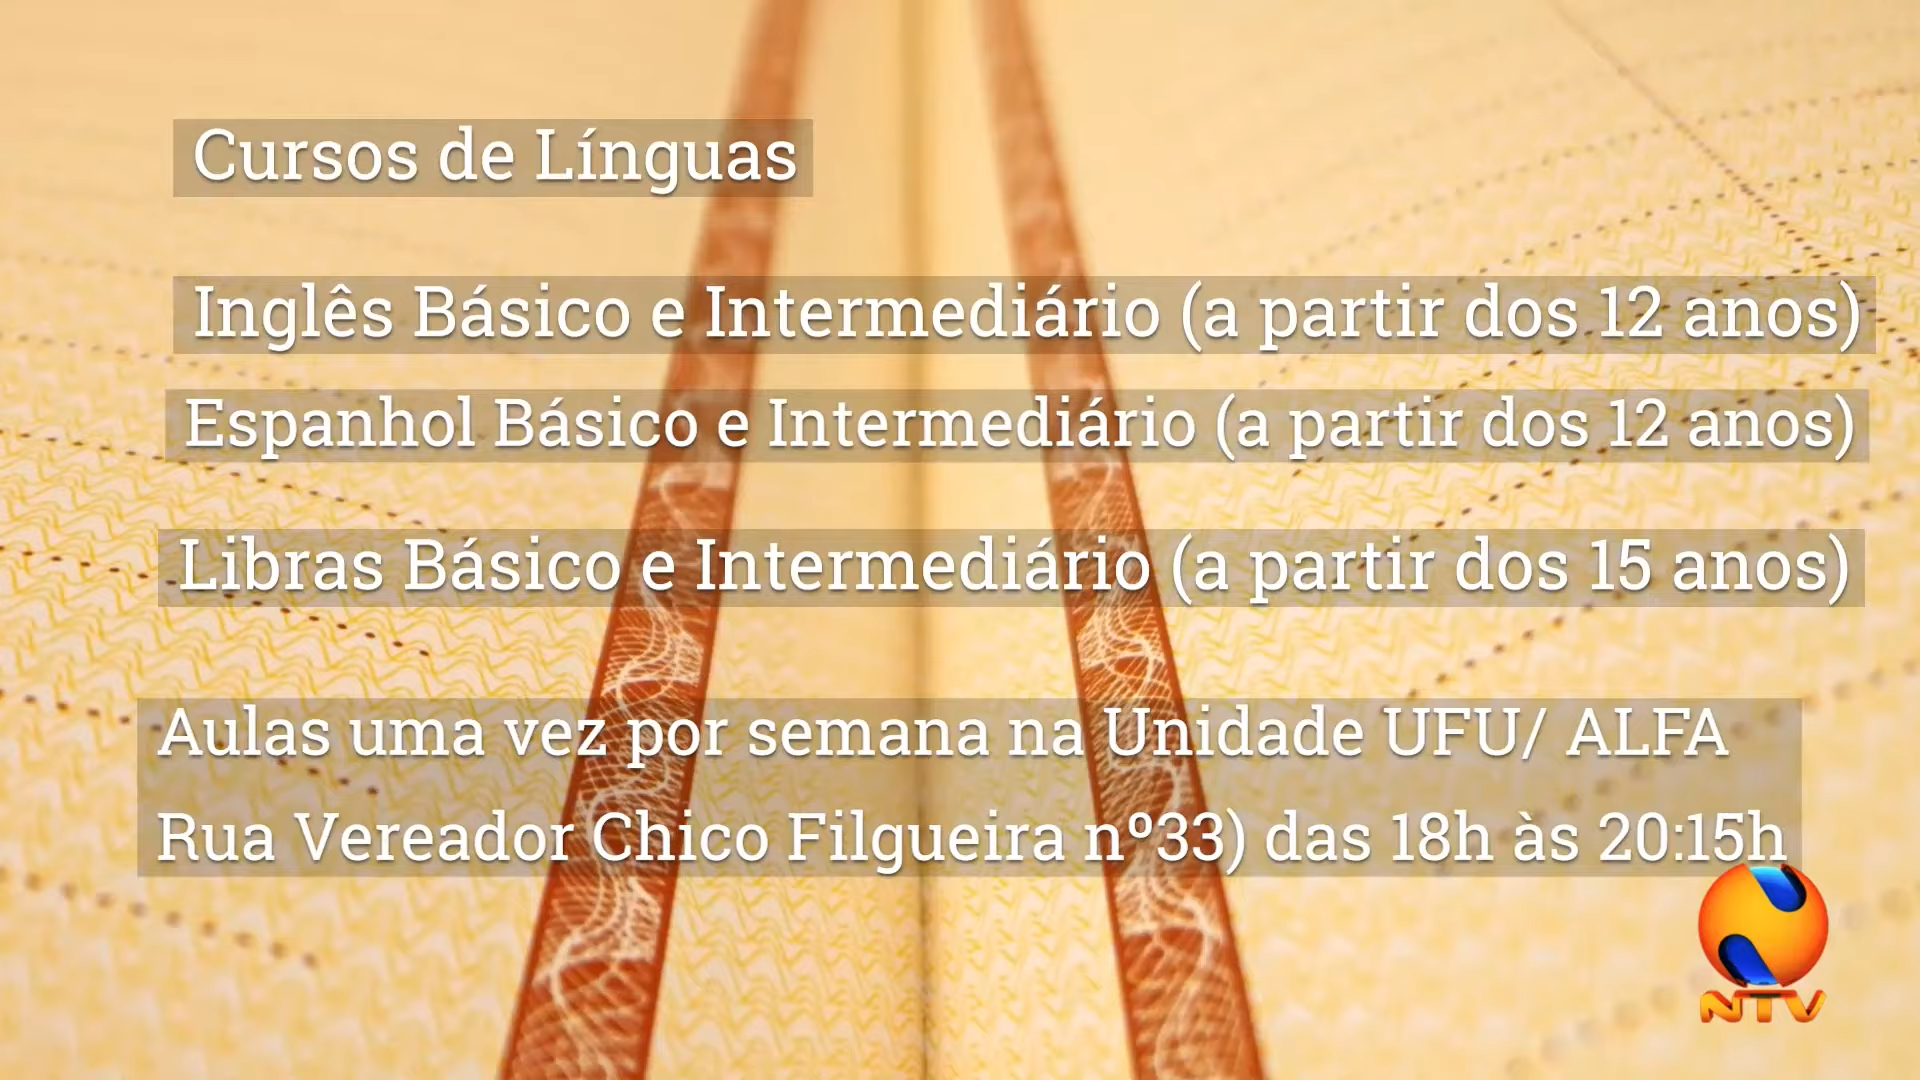 Cursos de Línguas
Inglês Básico e Intermediário (a partir dos 12 anos)
Espanhol Básico e Intermediário (a partir dos 12 anos)
Libras Básico e Intermediário (a partir dos 15 anos)
Aulas uma vez por semana na Unidade UFU/ ALFA
Rua Vereador Chico Filgueira nº33) das 18h às 20:15h
NTV